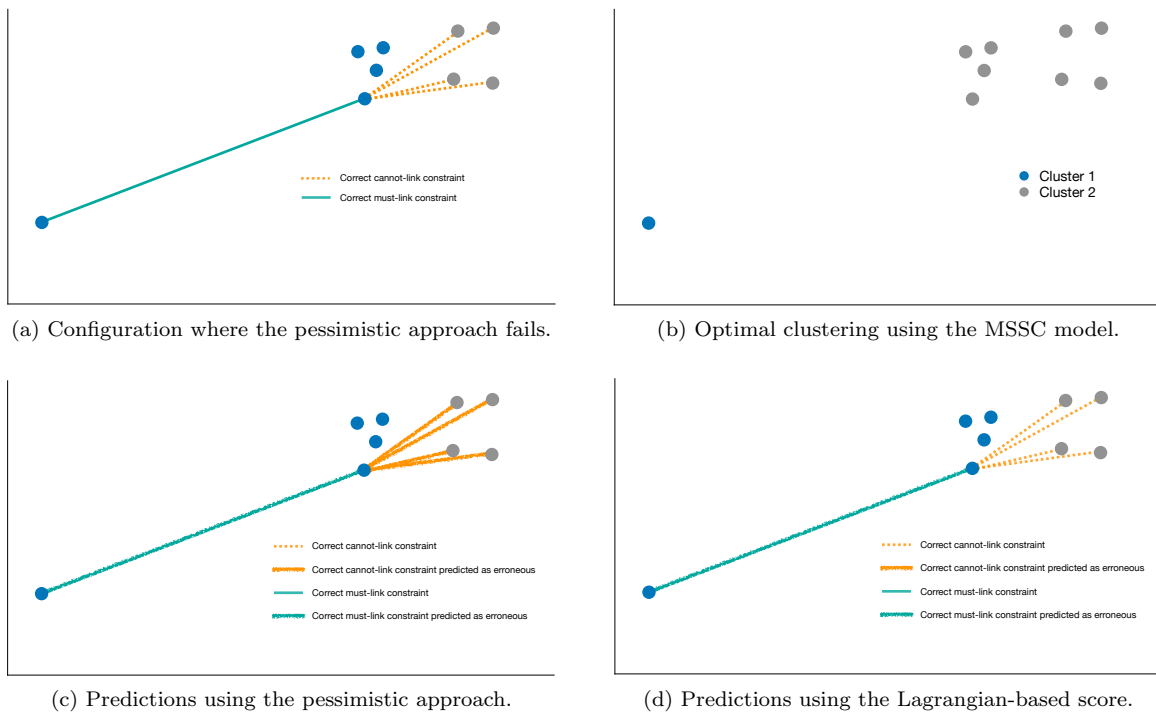 Correct cannot-link constraint
Correct must-link constraint
(a) Configuration where the pessimistic approach fails.
Cluster 1
Cluster 2
(b) Optimal clustering using the MSSC model.
Correct cannot-link constraint
Correct cannot-link constraint predicted as erroneous
Correct must-link constraint
Correct must-link constraint predicted as erroneous
(c) Predictions using the pessimistic approach.
Correct cannot-link constraint
Correct cannot-link constraint predicted as erroneous
Correct must-link constraint
Correct must-link constraint predicted as erroneous
(d) Predictions using the Lagrangian-based score.